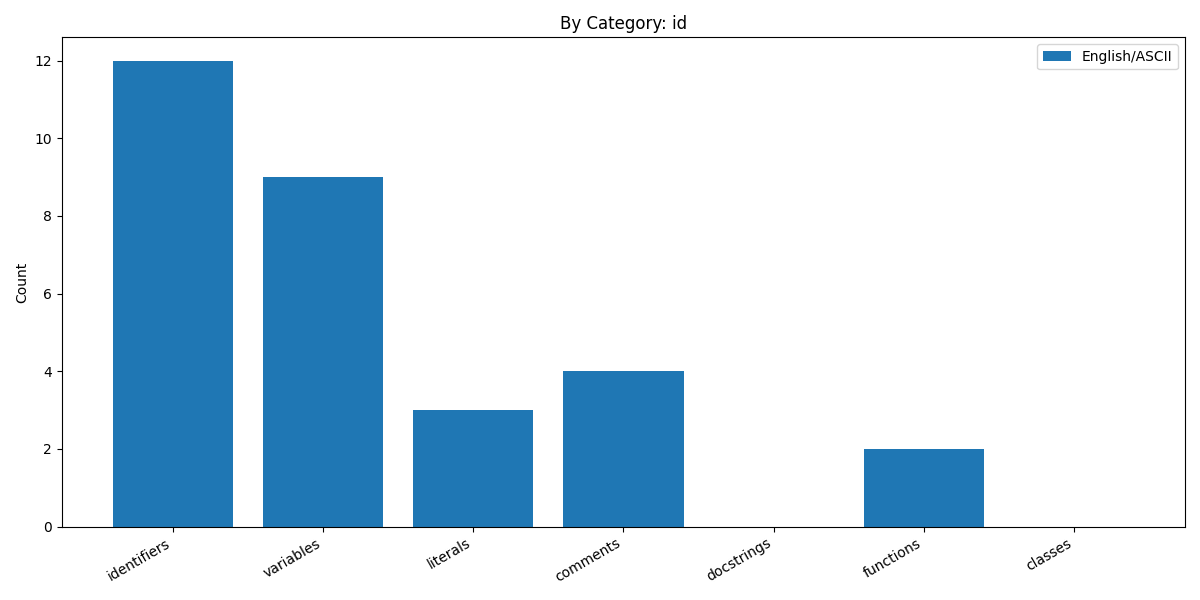 By Category: id
English/ASCII
12
10
8
6
4
2
0
Count
identifiers
variables
literals
comments
docstrings
functions
classes